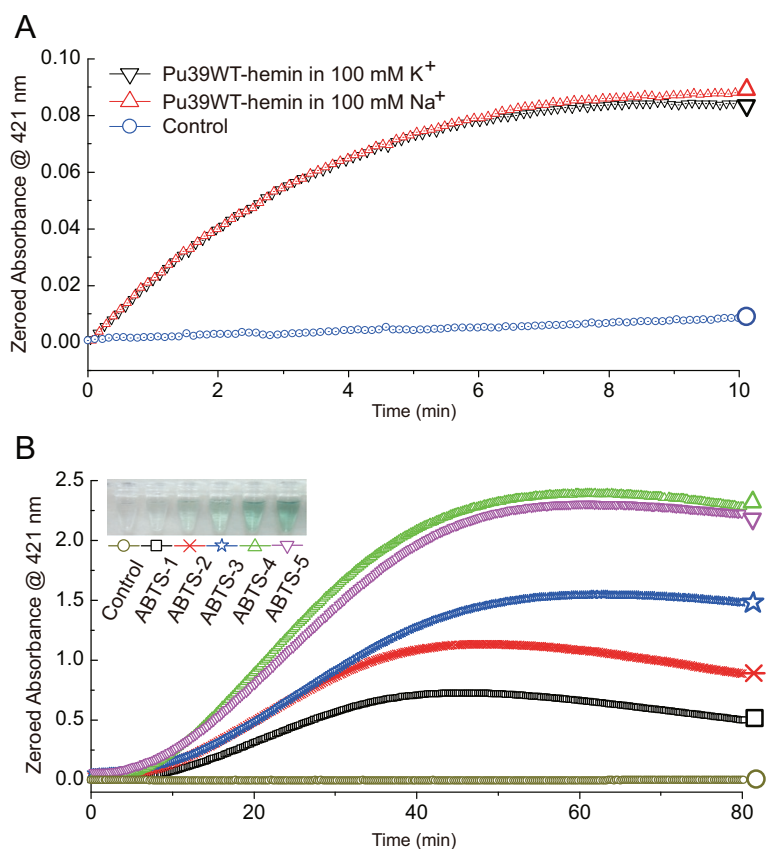 A
Zeroed Absorbance @ 421 nm
0.10
0.08
0.06
0.04
0.02
0.00
Pu39WT-hemin in 100 mM K⁺
Pu39WT-hemin in 100 mM Na⁺
Control
0 2 4 6 8 10
Time (min)
B
Zeroed Absorbance @ 421 nm
2.5
2.0
1.5
1.0
0.5
0.0
Control
ABTS-1
ABTS-2
ABTS-3
ABTS-4
ABTS-5
0 20 40 60 80
Time (min)